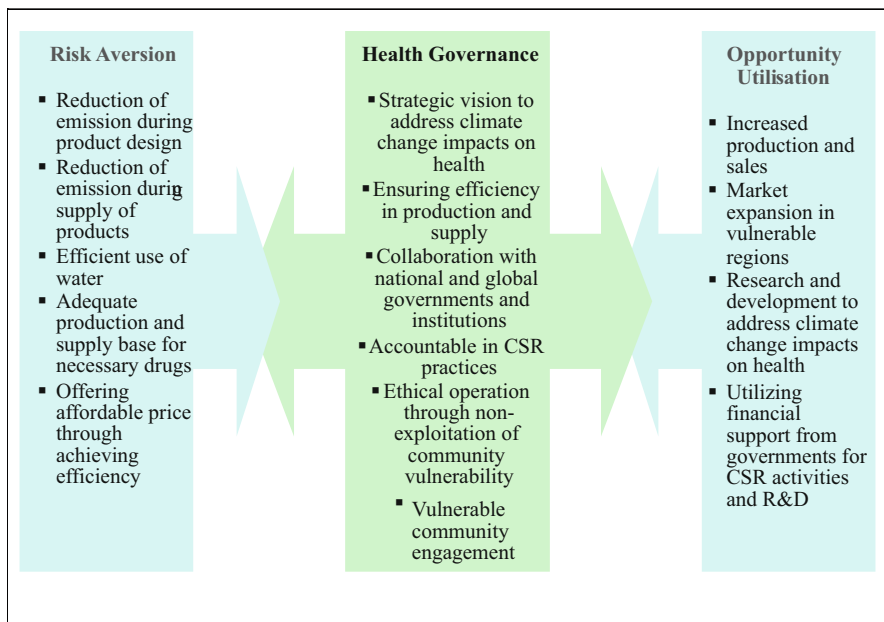 Risk Aversion
▪ Reduction of
emission during
product design
▪ Reduction of
emission during
supply of
products
▪ Efficient use of
water
▪ Adequate
production and
supply base for
necessary drugs
▪ Offering
affordable price
through
achieving
efficiency
Health Governance
▪ Strategic vision to
address climate
change impacts on
health
▪ Ensuring efficiency
in production and
supply
▪ Collaboration with
national and global
governments and
institutions
▪ Accountable in CSR
practices
▪ Ethical operation
through non-
exploitation of
community
vulnerability
▪ Vulnerable
community
engagement
Opportunity
Utilisation
▪ Increased
production and
sales
▪ Market
expansion in
vulnerable
regions
▪ Research and
development to
address climate
change impacts
on health
▪ Utilizing
financial
support from
governments for
CSR activities
and R&D